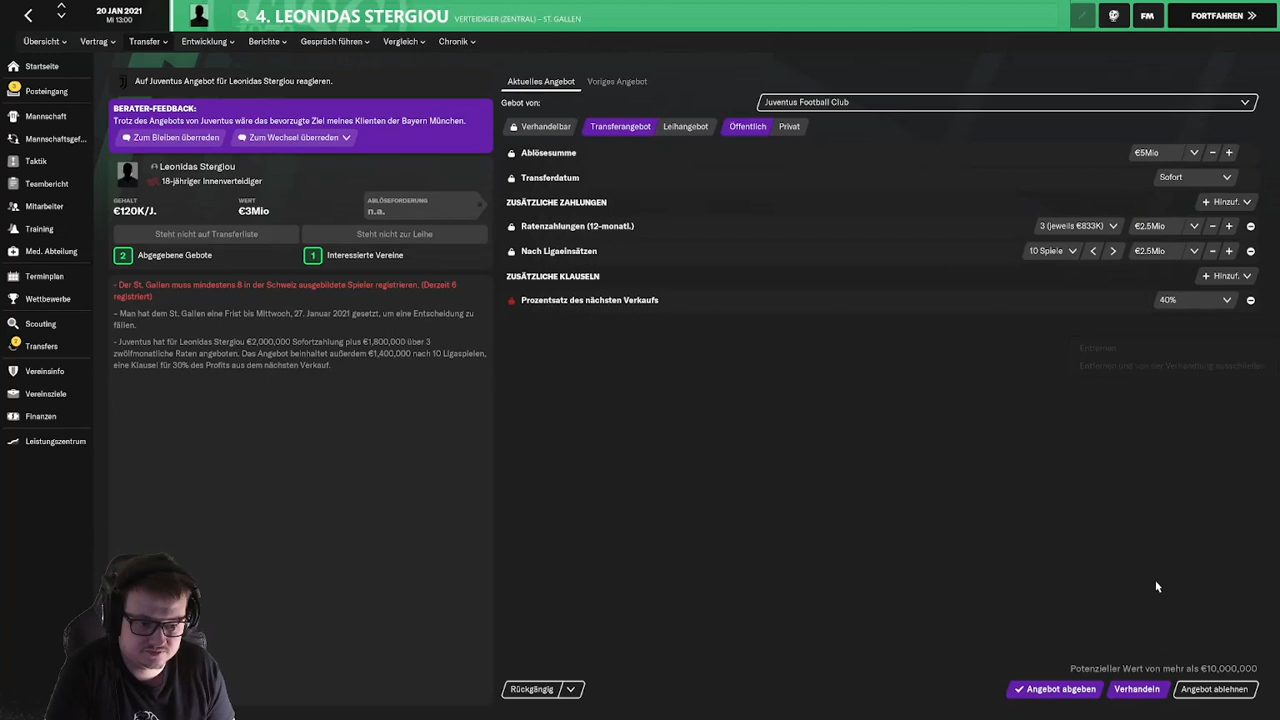 20 JAN 2021
MI 13:00
4. LEONIDAS STERGIOU
VERTEIDIGER (ZENTRAL) – ST. GALLEN
FM
FORTFAHREN
Übersicht
Vertrag
Transfer
Entwicklung
Berichte
Gespräch führen
Vergleich
Chronik
Startseite
Posteingang
Mannschaft
Mannschaftsgef...
Taktik
Teambericht
Mitarbeiter
Training
Med. Abteilung
Terminplan
Wettbewerbe
Scouting
Transfers
Vereinsinfo
Vereinsziele
Finanzen
Leistungszentrum
Auf Juventus Angebot für Leonidas Stergiou reagieren.
BERATER-FEEDBACK:
Trotz des Angebots von Juventus wäre das bevorzugte Ziel meines Klienten der Bayern München.
Zum Bleiben überreden
Zum Wechsel überreden
Leonidas Stergiou
18-jähriger Innenverteidiger
GEHALT
€120K/J.
WERT
€3Mio
ABLÖSEFORDERUNG
n.a.
Steht nicht auf Transferliste
Steht nicht zur Leihe
2 Abgegebene Gebote
1 Interessierte Vereine
- Der St. Gallen muss mindestens 8 in der Schweiz ausgebildete Spieler registrieren. (Derzeit 6
registriert)
– Man hat dem St. Gallen eine Frist bis Mittwoch, 27. Januar 2021 gesetzt, um eine Entscheidung zu
fällen.
- Juventus hat für Leonidas Stergiou €2,000,000 Sofortzahlung plus €1,800,000 über 3
zwölfmonatliche Raten angeboten. Das Angebot beinhaltet außerdem €1,400,000 nach 10 Ligaspielen,
eine Klausel für 30% des Profits aus dem nächsten Verkauf.
Aktuelles Angebot
Voriges Angebot
Gebot von:
Juventus Football Club
Verhandelbar
Transferangebot
Leihangebot
Öffentlich
Privat
Ablösesumme
€5Mio
Transferdatum
Sofort
ZUSÄTZLICHE ZAHLUNGEN
+ Hinzuf.
Ratenzahlungen (12-monatl.)
3 (jeweils €833K)
€2.5Mio
Nach Ligaeinsätzen
10 Spiele
€2.5Mio
ZUSÄTZLICHE KLAUSELN
+ Hinzuf.
Prozentsatz des nächsten Verkaufs
40%
Entfernen
Entfernen und von der Verhandlung ausschließen
Potenzieller Wert von mehr als €10,000,000
Rückgängig
Angebot abgeben
Verhandeln
Angebot ablehnen